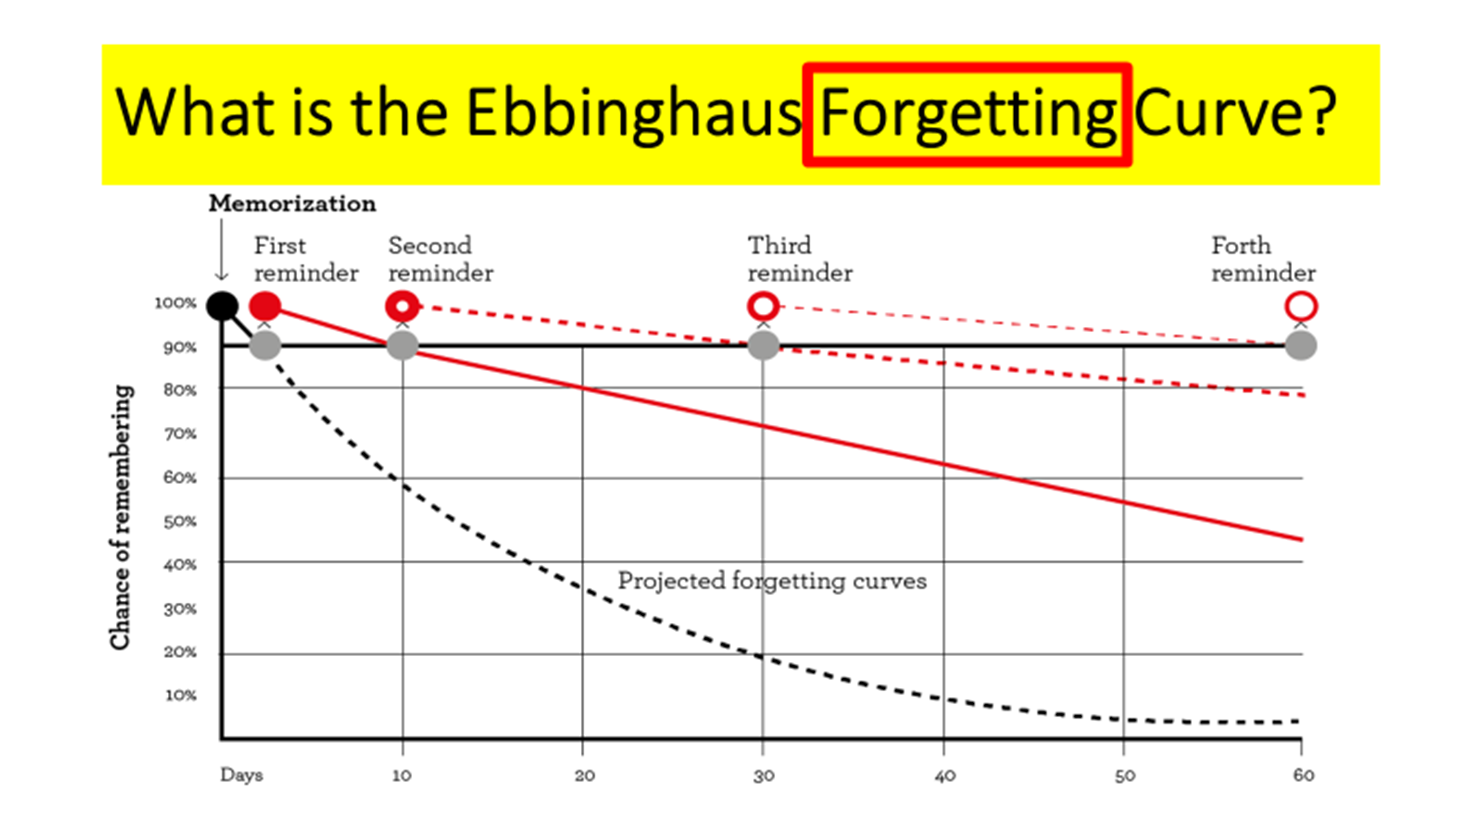 What is the Ebbinghaus Forgetting Curve?
Memorization
First
reminder
Second
reminder
Third
reminder
Forth
reminder
100%
90%
80%
70%
60%
50%
40%
30%
20%
10%
Chance of remembering
Projected forgetting curves
Days
10
20
30
40
50
60